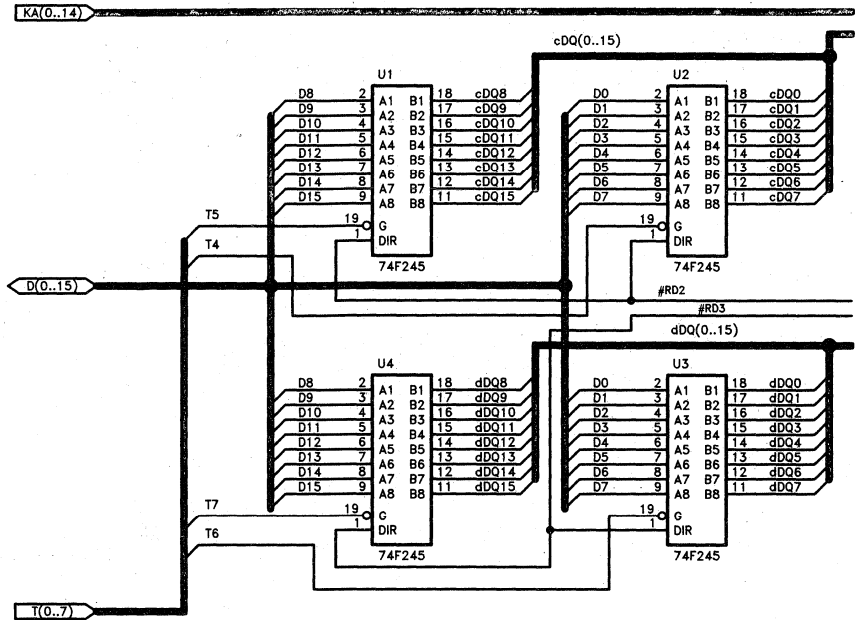 KA(0..14)
cDQ(0..15)
U1
D8 2 A1 B1 18 cDQ8
D9 3 A2 B2 17 cDQ9
D10 4 A3 B3 16 cDQ10
D11 5 A4 B4 15 cDQ11
D12 6 A5 B5 14 cDQ12
D13 7 A6 B6 13 cDQ13
D14 8 A7 B7 12 cDQ14
D15 9 A8 B8 11 cDQ15
T5 19 G
T4 1 DIR
74F245
U2
D0 2 A1 B1 18 cDQ0
D1 3 A2 B2 17 cDQ1
D2 4 A3 B3 16 cDQ2
D3 5 A4 B4 15 cDQ3
D4 6 A5 B5 14 cDQ4
D5 7 A6 B6 13 cDQ5
D6 8 A7 B7 12 cDQ6
D7 9 A8 B8 11 cDQ7
19 G
1 DIR
74F245
D(0..15)
#RD2
#RD3
dDQ(0..15)
U4
D8 2 A1 B1 18 dDQ8
D9 3 A2 B2 17 dDQ9
D10 4 A3 B3 16 dDQ10
D11 5 A4 B4 15 dDQ11
D12 6 A5 B5 14 dDQ12
D13 7 A6 B6 13 dDQ13
D14 8 A7 B7 12 dDQ14
D15 9 A8 B8 11 dDQ15
T7 19 G
T6 1 DIR
74F245
U3
D0 2 A1 B1 18 dDQ0
D1 3 A2 B2 17 dDQ1
D2 4 A3 B3 16 dDQ2
D3 5 A4 B4 15 dDQ3
D4 6 A5 B5 14 dDQ4
D5 7 A6 B6 13 dDQ5
D6 8 A7 B7 12 dDQ6
D7 9 A8 B8 11 dDQ7
19 G
1 DIR
74F245
T(0..7)